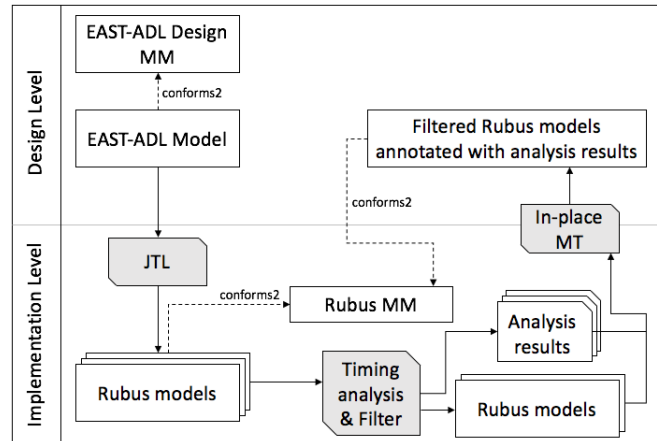 Design Level
EAST-ADL Design
MM
conforms2
EAST-ADL Model
Filtered Rubus models
annotated with analysis results
conforms2
In-place
MT
Implementation Level
JTL
conforms2
Rubus MM
Analysis
results
Timing
analysis
& Filter
Rubus models
Rubus models